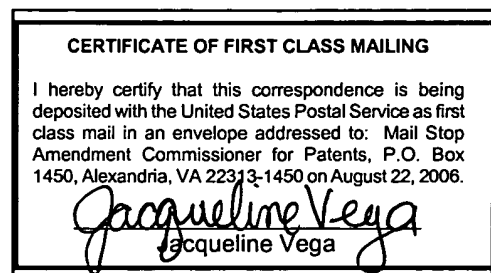 CERTIFICATE OF FIRST CLASS MAILING
I hereby certify that this correspondence is being
deposited with the United States Postal Service as first
class mail in an envelope addressed to: Mail Stop
Amendment Commissioner for Patents, P.O. Box
1450, Alexandria, VA 22313-1450 on August 22, 2006.
Jacqueline Vega
Jacqueline Vega